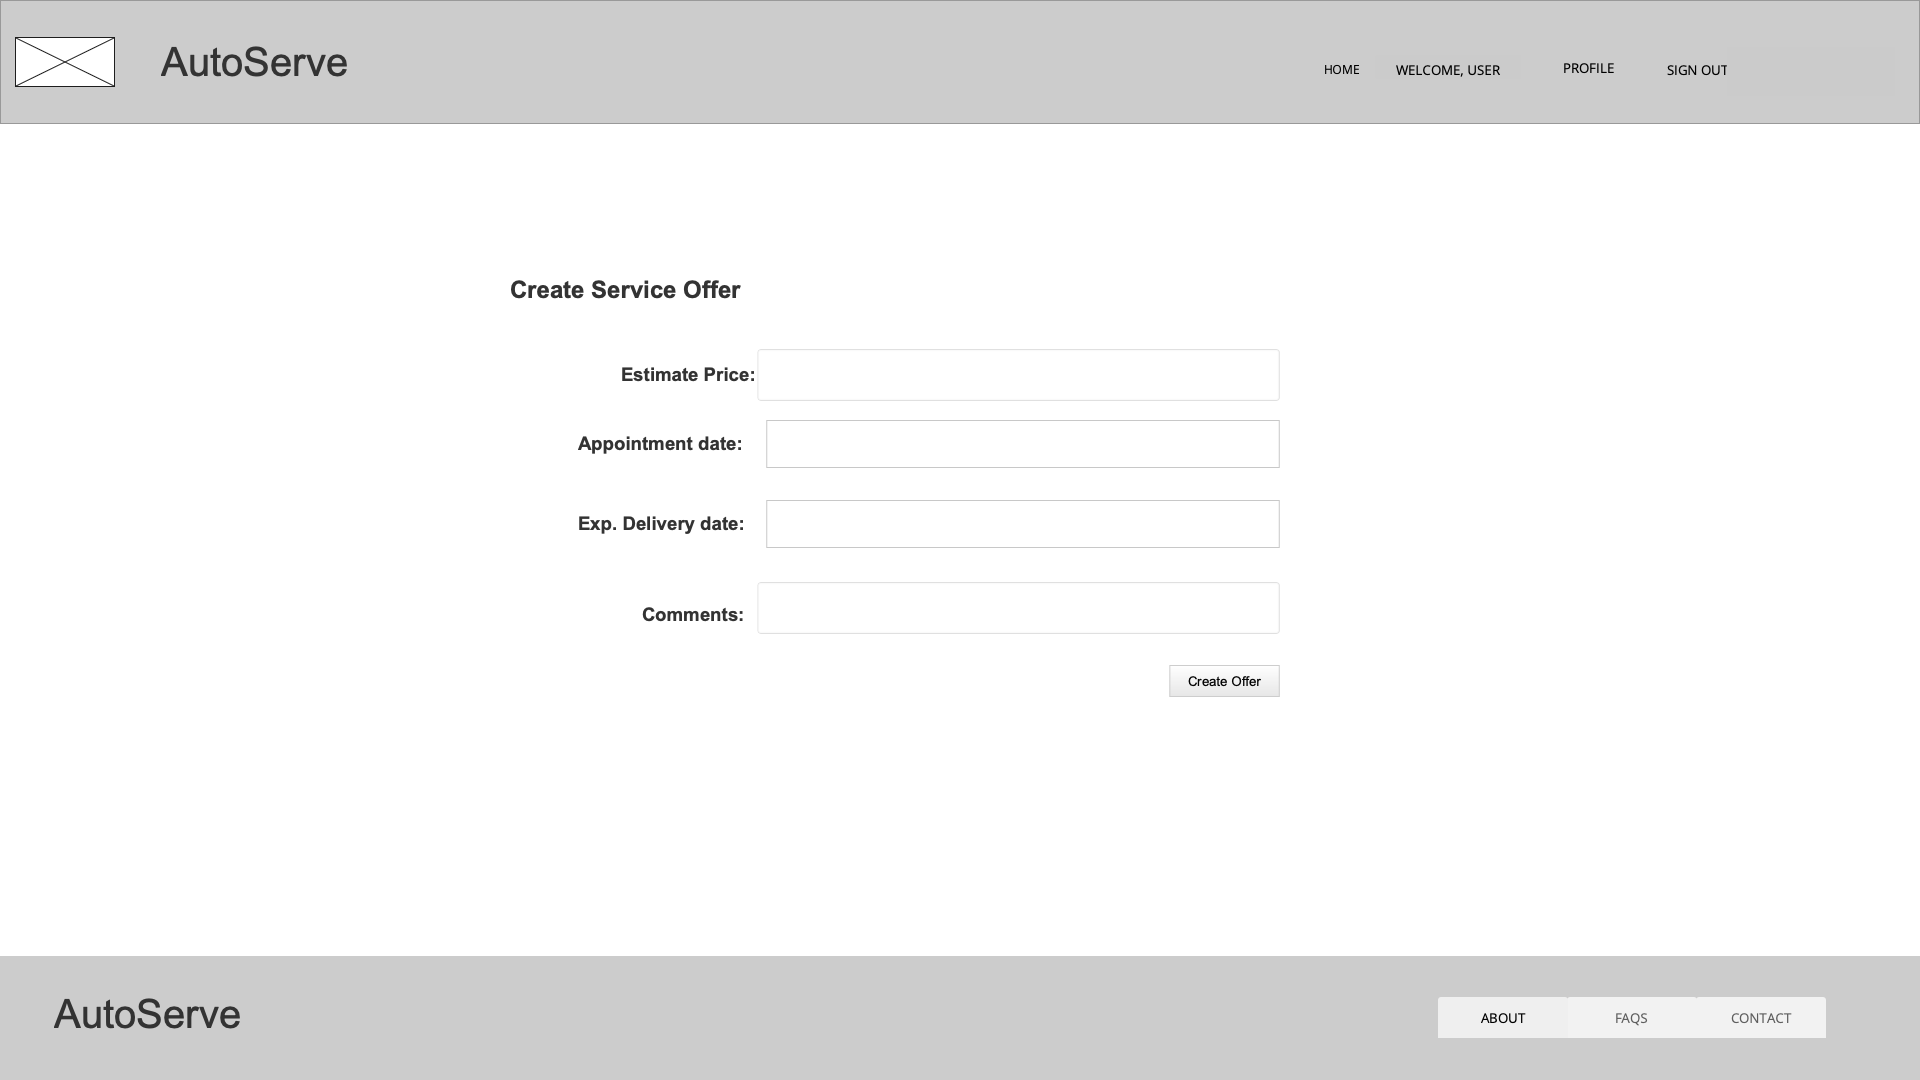 AutoServe
HOME WELCOME, USER PROFILE SIGN OUT
Create Service Offer
Estimate Price:
Appointment date:
Exp. Delivery date:
Comments:
Create Offer
AutoServe
ABOUT FAQS CONTACT